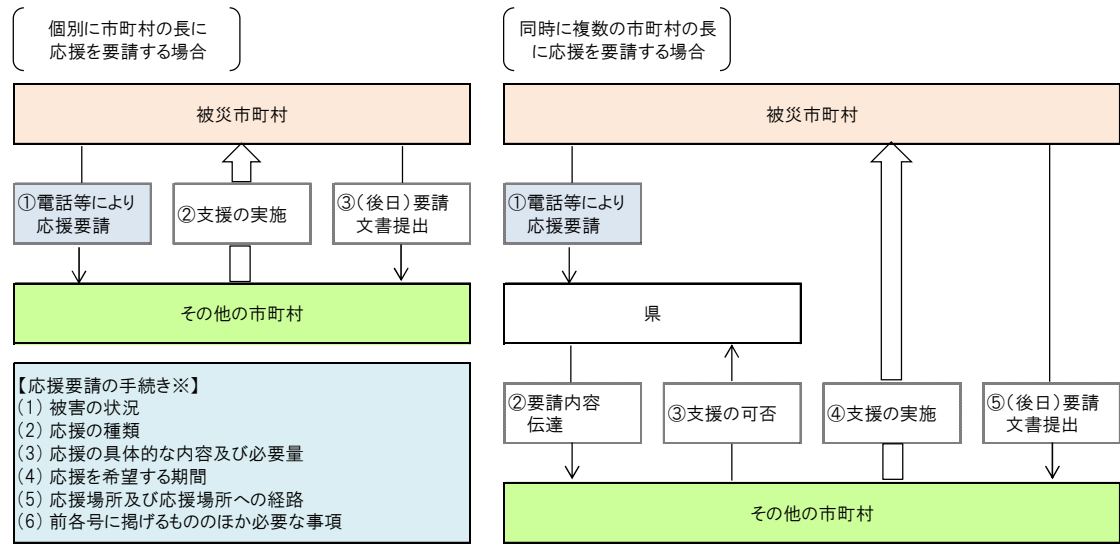 個別に市町村の長に
応援を要請する場合
被災市町村
①電話等により
応援要請
②支援の実施
③(後日)要請
文書提出
その他の市町村
【応援要請の手続き※】
(1) 被害の状況
(2) 応援の種類
(3) 応援の具体的な内容及び必要量
(4) 応援を希望する期間
(5) 応援場所及び応援場所への経路
(6) 前各号に掲げるもののほか必要な事項
同時に複数の市町村の長
に応援を要請する場合
被災市町村
①電話等により
応援要請
県
②要請内容
伝達
③支援の可否
④支援の実施
⑤(後日)要請
文書提出
その他の市町村